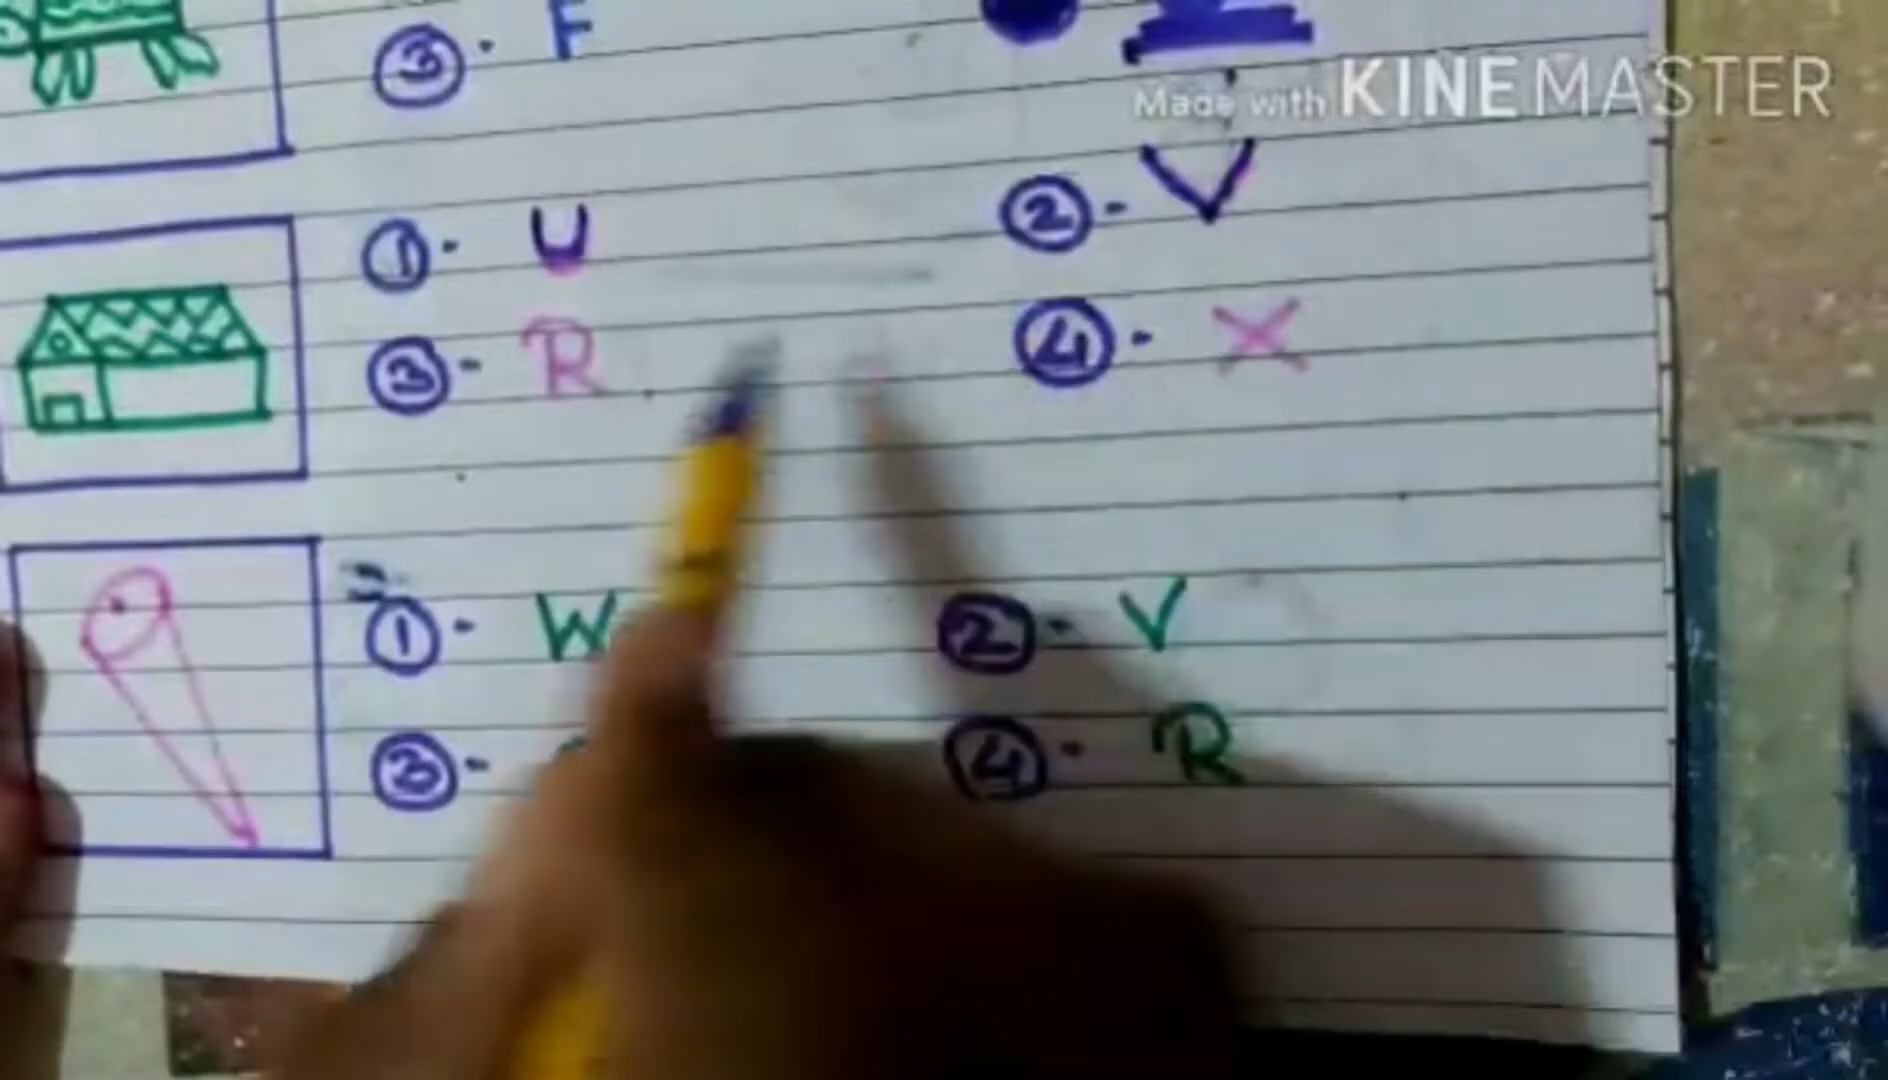 ③. F
Made with KINEMASTER
①. U ②- V
③- R ④- X
①- W ②- V
③- ④- R